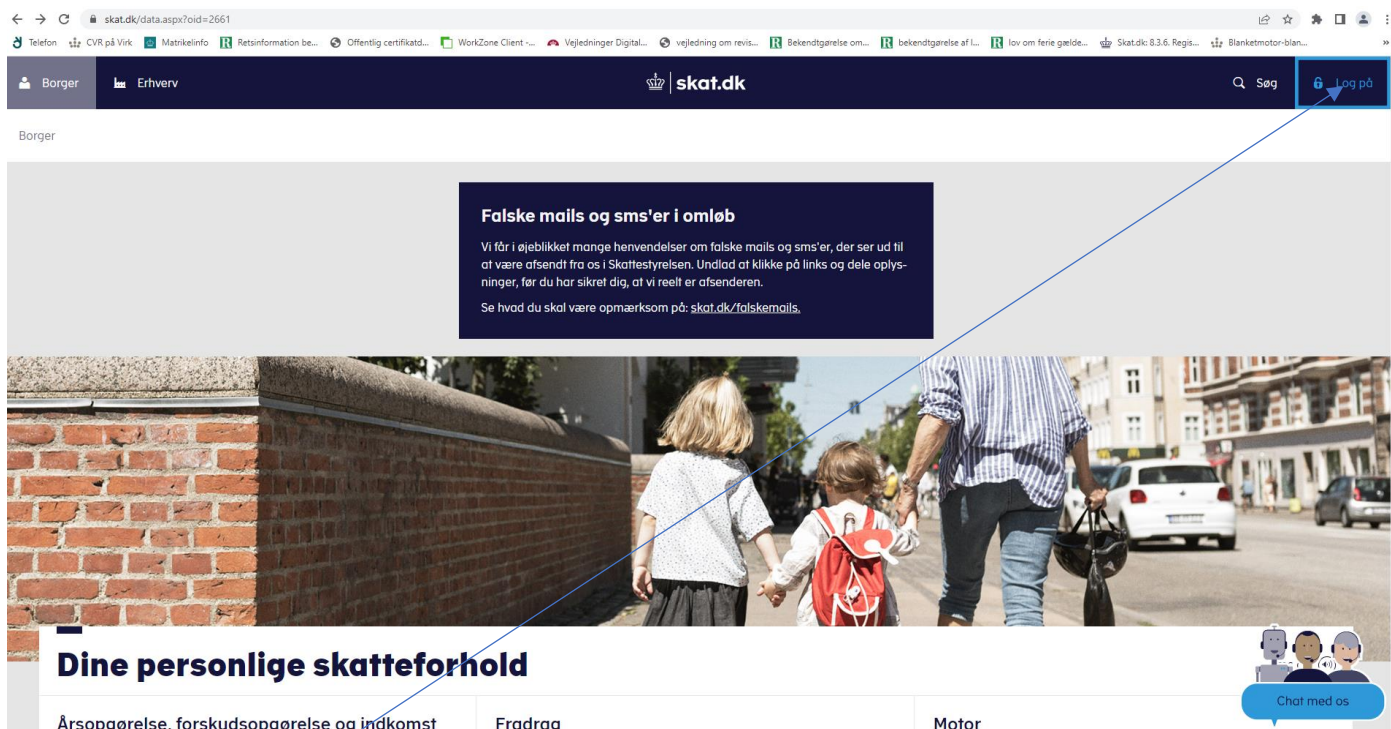 skat.dk/data.aspx?oid=2661
Telefon CVR på Virk Matrikelinfo Retsinformation be... Offentlig certifikatd... WorkZone Client -... Vejledninger Digital... vejledning om revis... Bekendtgørelse om... bekendtgørelse af l... lov om ferie gælde... Skat.dk: 8.3.6. Regis... Blanketmotor-blan... »
Borger Erhverv skat.dk Søg Log på
Borger
Falske mails og sms'er i omløb
Vi får i øjeblikket mange henvendelser om falske mails og sms'er, der ser ud til
at være afsendt fra os i Skattestyrelsen. Undlad at klikke på links og dele oplys-
ninger, før du har sikret dig, at vi reelt er afsenderen.
Se hvad du skal være opmærksom på: skat.dk/falskemails.
Dine personlige skatteforhold
Chat med os
Årsopgørelse, forskudsopgørelse og indkomst Fradrag Motor